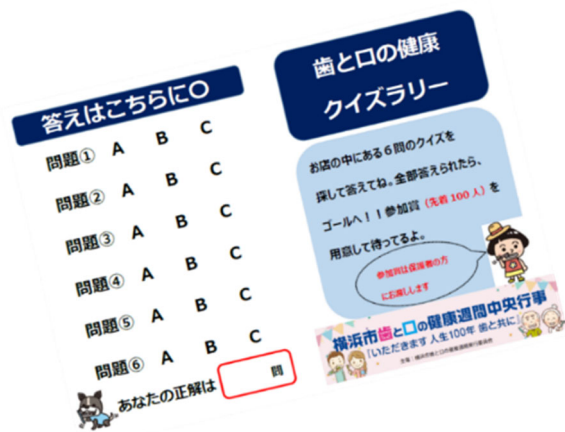 答えはこちらに〇
問題① A B C
問題② A B C
問題③ A B C
問題④ A B C
問題⑤ A B C
問題⑥ A B C
あなたの正解は 問
歯と口の健康
クイズラリー
お店の中にある6問のクイズを
探して答えてね。全部答えられたら、
ゴールへ!!参加賞(先着100人)を
用意して待ってるよ。
参加賞は保護者の方
にお渡しします
横浜市歯と口の健康週間中央行事
「いただきます 人生100年 歯と共に」